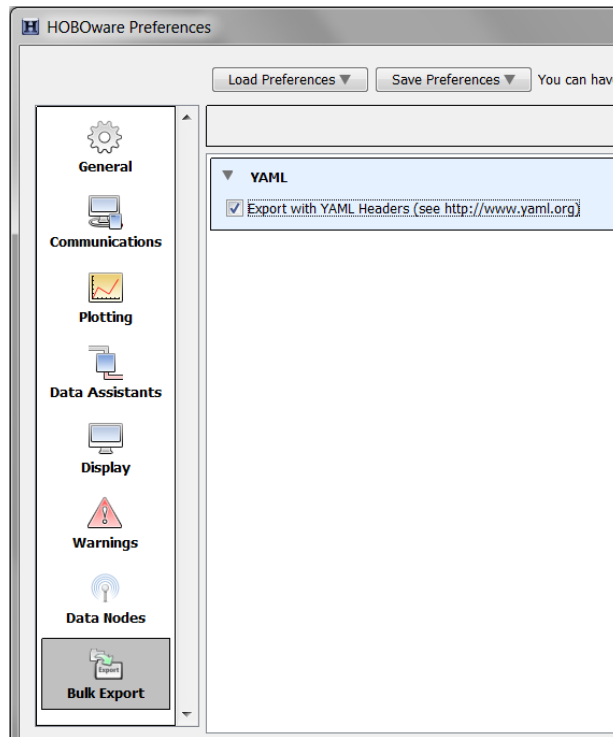 HOBOware Preferences
Load Preferences ▼ Save Preferences ▼ You can hav
General
Communications
Plotting
Data Assistants
Display
Warnings
Data Nodes
Export
Bulk Export
YAML
Export with YAML Headers (see http://www.yaml.org)